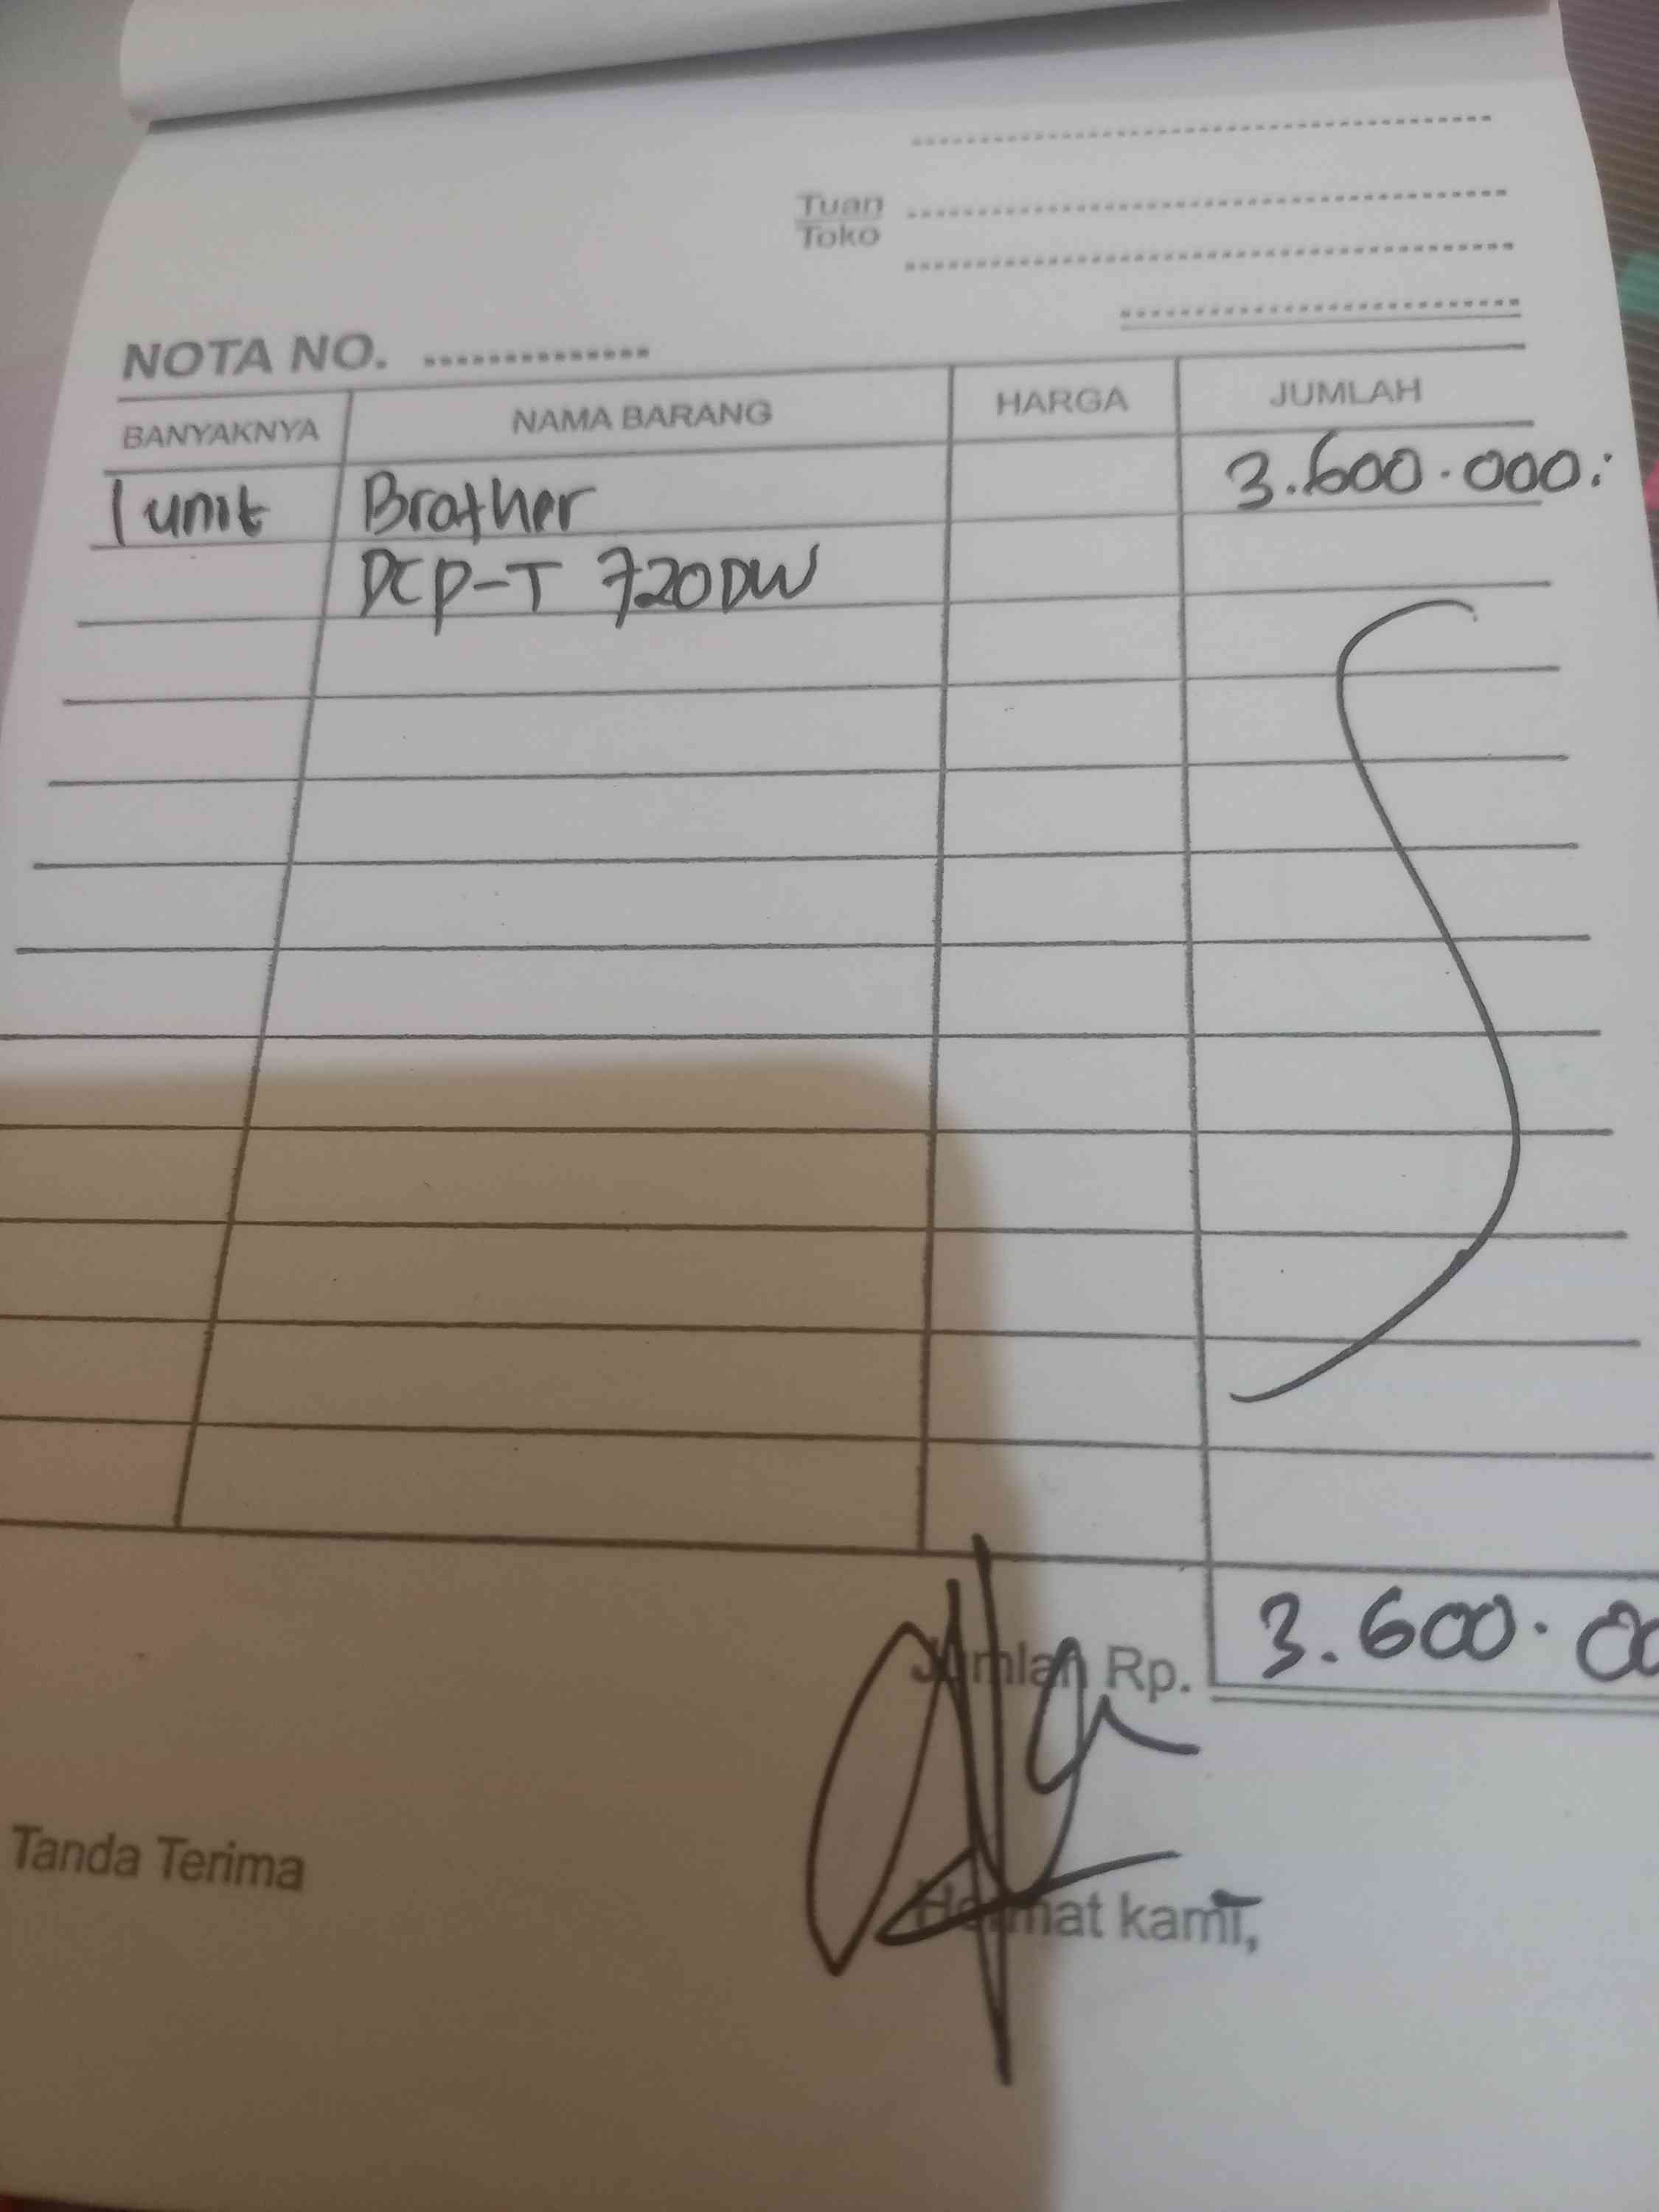 Tuan
Toko
NOTA NO.
BANYAKNYA NAMA BARANG HARGA JUMLAH
1 unit Brother 3.600.000:
DCP-T 720DW
Jumlah Rp. 3.600.00
Tanda Terima
Hormat kami,